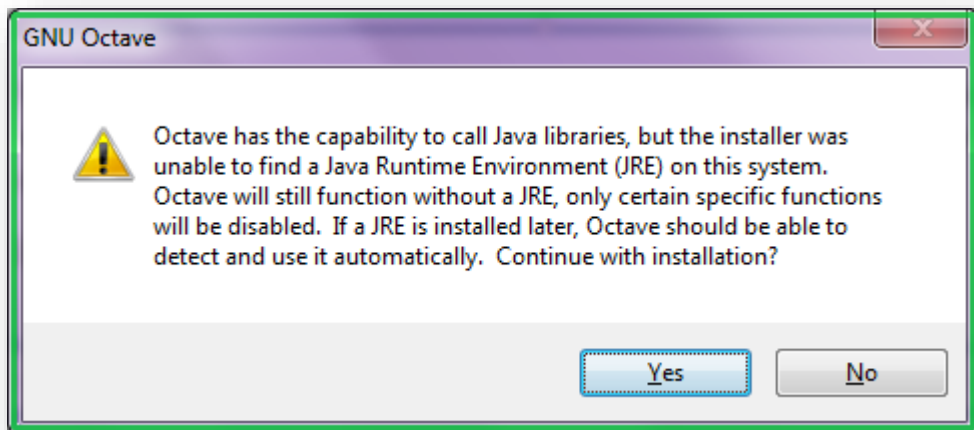 GNU Octave
Octave has the capability to call Java libraries, but the installer was
unable to find a Java Runtime Environment (JRE) on this system.
Octave will still function without a JRE, only certain specific functions
will be disabled.  If a JRE is installed later, Octave should be able to
detect and use it automatically.  Continue with installation?
Yes
No